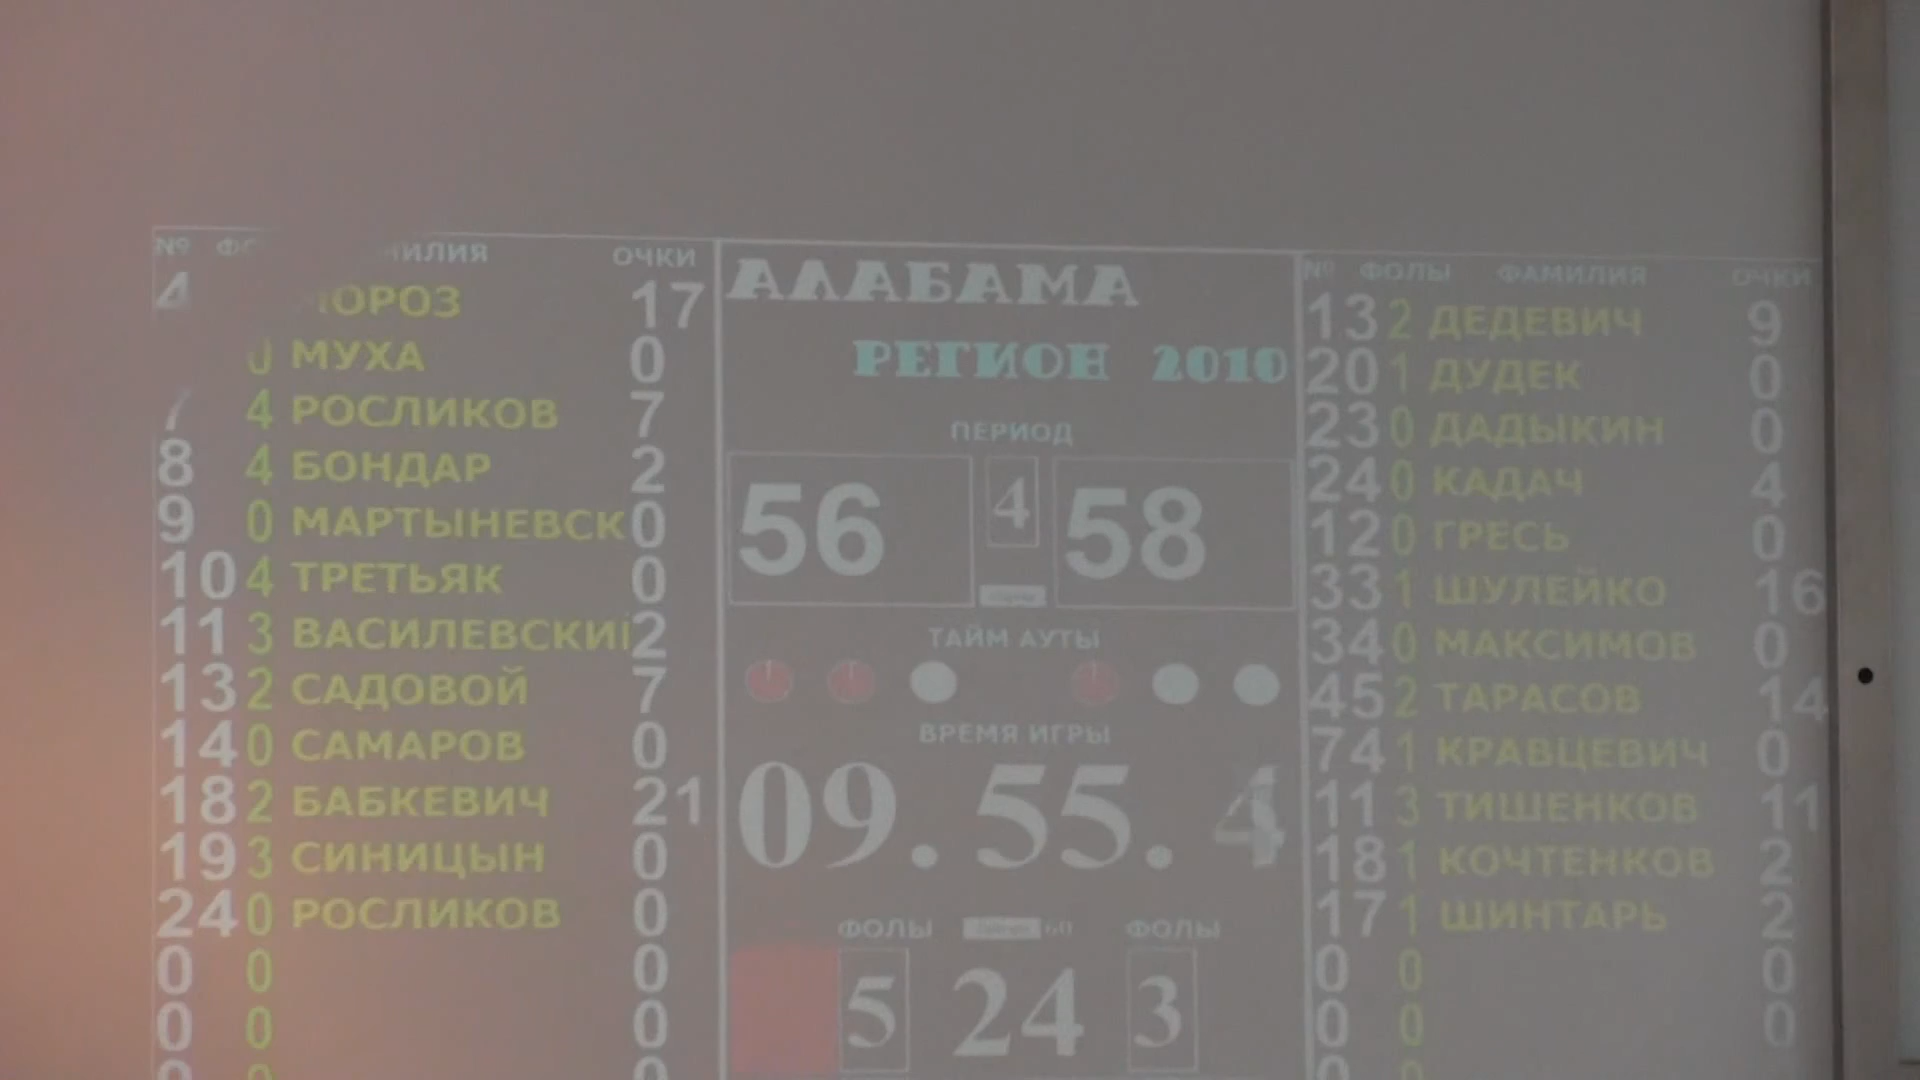 № ОЧКИ
4 17
0 МУХА 0
7 4 РОСЛИКОВ 7
8 4 БОНДАР 2
9 0 МАРТЫНЕВСК 0
10 4 ТРЕТЬЯК 0
11 3 ВАСИЛЕВСКИЙ 2
13 2 САДОВОЙ 7
14 0 САМАРОВ 0
18 2 БАБКЕВИЧ 21
19 3 СИНИЦЫН 0
24 0 РОСЛИКОВ 0
0 0 0
0 0 0
АЛАБАМА
РЕГИОН 2010
ПЕРИОД
56 4 58
ТАЙМ АУТЫ
ВРЕМЯ ИГРЫ
09. 55. 4
ФОЛЫ 60 ФОЛЫ
5 24 3
№ ФОЛЫ ФАМИЛИЯ ОЧКИ
13 2 ДЕДЕВИЧ 9
20 1 ДУДЕК 0
23 0 ДАДЫКИН 0
24 0 КАДАЧ 4
12 0 ГРЕСЬ 0
33 1 ШУЛЕЙКО 16
34 0 МАКСИМОВ 0
45 2 ТАРАСОВ 14
74 1 КРАВЦЕВИЧ 0
11 3 ТИШЕНКОВ 11
18 1 КОЧТЕНКОВ 2
17 1 ШИНТАРЬ 2
0 0 0
0 0 0